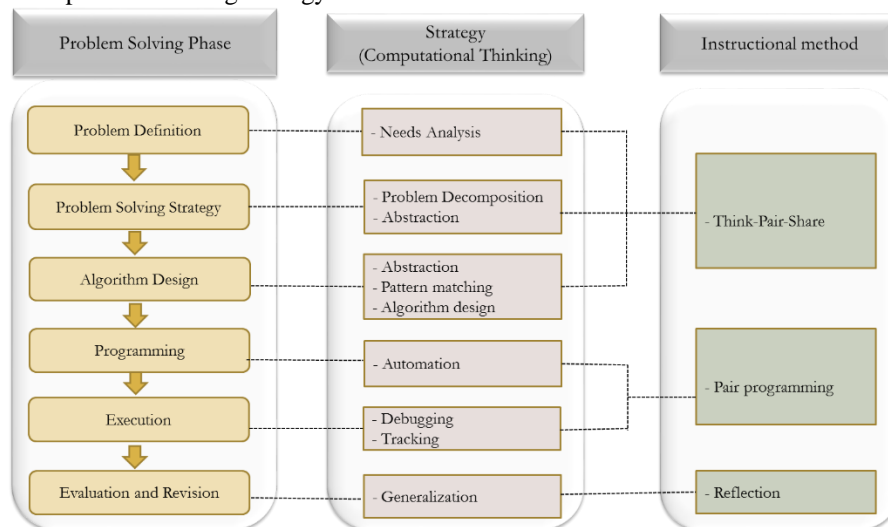 Problem Solving Phase
Strategy
(Computational Thinking)
Instructional method
Problem Definition
- Needs Analysis
Problem Solving Strategy
- Problem Decomposition
- Abstraction
- Think-Pair-Share
Algorithm Design
- Abstraction
- Pattern matching
- Algorithm design
Programming
- Automation
- Pair programming
Execution
- Debugging
- Tracking
Evaluation and Revision
- Generalization
- Reflection